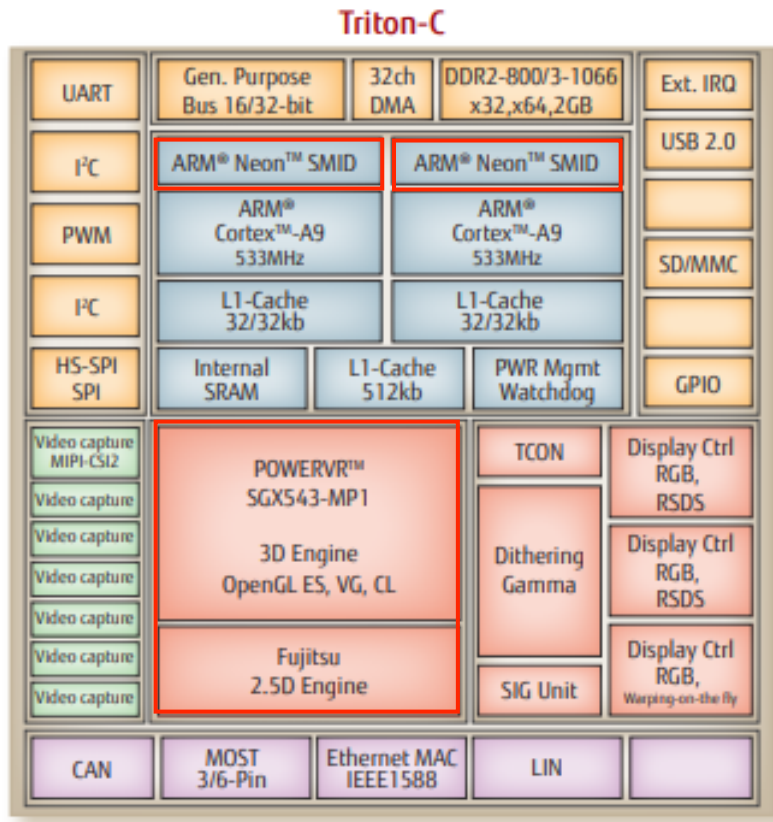 Triton-C
UART
Gen. Purpose
Bus 16/32-bit
32ch
DMA
DDR2-800/3-1066
x32,x64,2GB
Ext. IRQ
I²C
ARM® Neon™ SMID
ARM® Neon™ SMID
USB 2.0
PWM
ARM®
Cortex™-A9
533MHz
ARM®
Cortex™-A9
533MHz
SD/MMC
I²C
L1-Cache
32/32kb
L1-Cache
32/32kb
HS-SPI
SPI
Internal
SRAM
L1-Cache
512kb
PWR Mgmt
Watchdog
GPIO
Video capture
MIPI-CSI2
Video capture
Video capture
Video capture
Video capture
Video capture
Video capture
POWERVR™
SGX543-MP1
3D Engine
OpenGL ES, VG, CL
Fujitsu
2.5D Engine
TCON
Dithering
Gamma
SIG Unit
Display Ctrl
RGB,
RSDS
Display Ctrl
RGB,
RSDS
Display Ctrl
RGB,
Warping-on-the fly
CAN
MOST
3/6-Pin
Ethernet MAC
IEEE1588
LIN